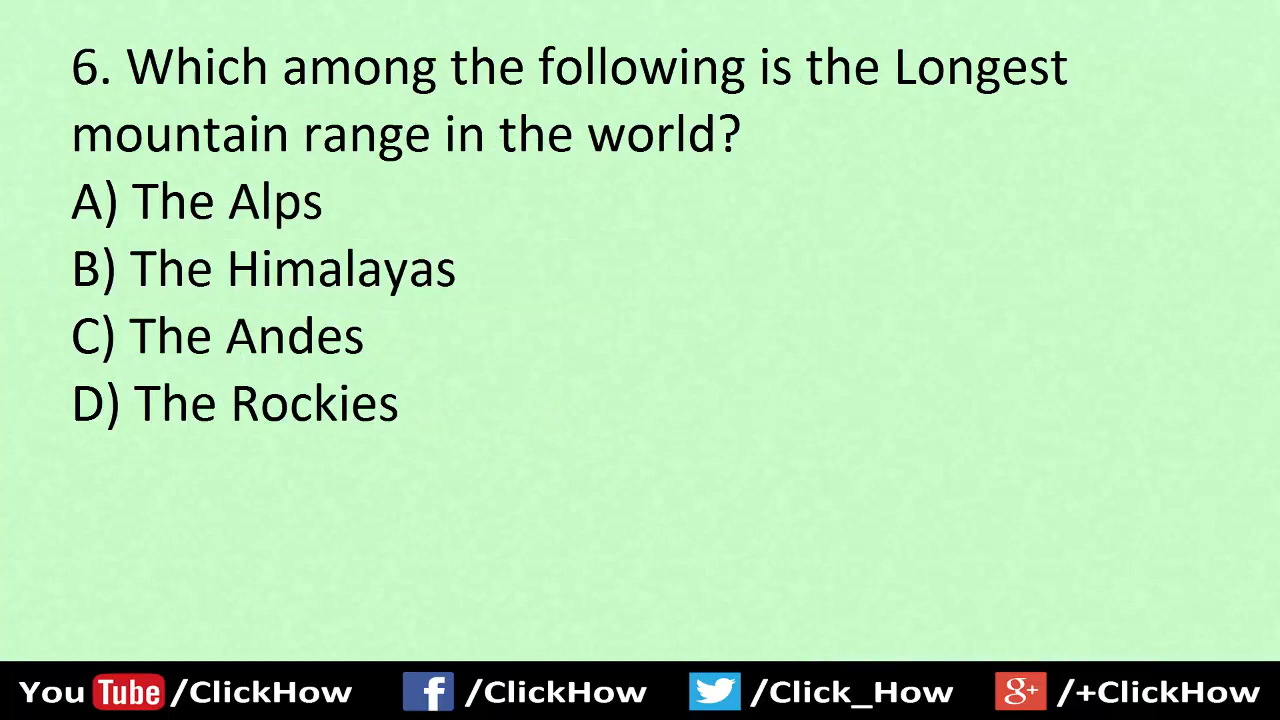 6. Which among the following is the Longest
mountain range in the world?
A) The Alps
B) The Himalayas
C) The Andes
D) The Rockies
You Tube /ClickHow f /ClickHow /Click_How g+ /+ClickHow